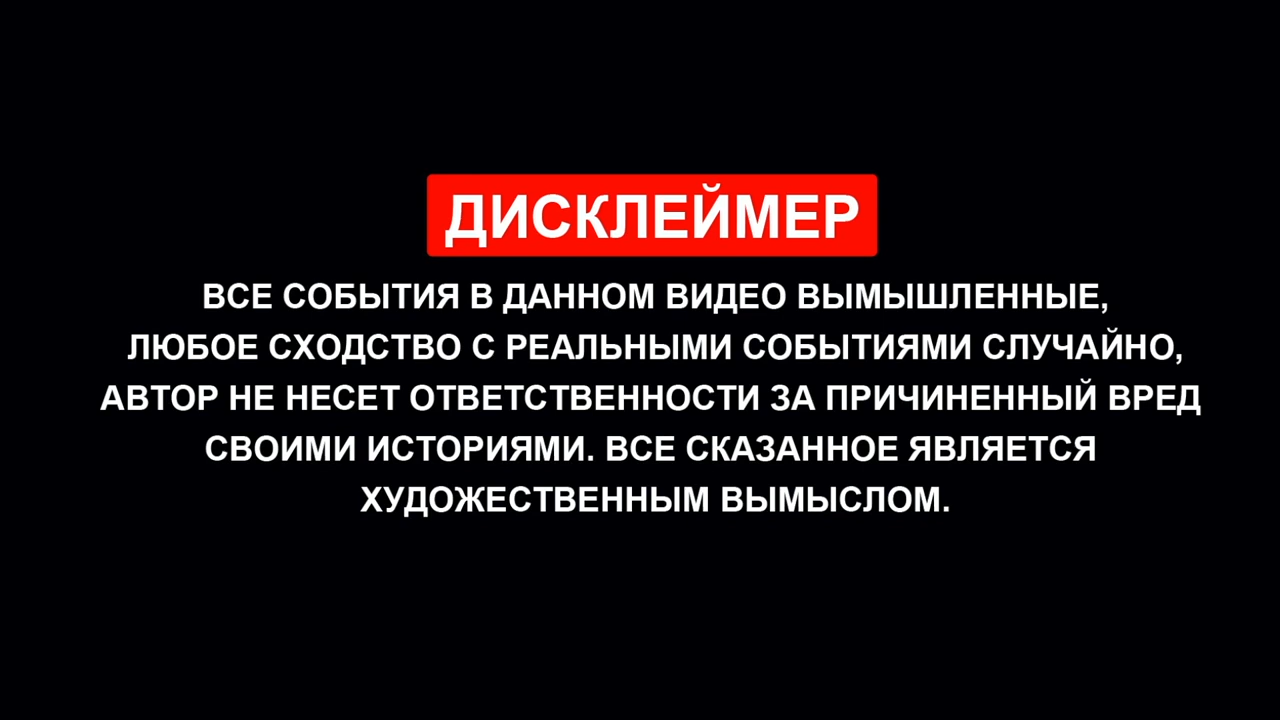 ДИСКЛЕЙМЕР
ВСЕ СОБЫТИЯ В ДАННОМ ВИДЕО ВЫМЫШЛЕННЫЕ,
ЛЮБОЕ СХОДСТВО С РЕАЛЬНЫМИ СОБЫТИЯМИ СЛУЧАЙНО,
АВТОР НЕ НЕСЕТ ОТВЕТСТВЕННОСТИ ЗА ПРИЧИНЕННЫЙ ВРЕД
СВОИМИ ИСТОРИЯМИ. ВСЕ СКАЗАННОЕ ЯВЛЯЕТСЯ
ХУДОЖЕСТВЕННЫМ ВЫМЫСЛОМ.